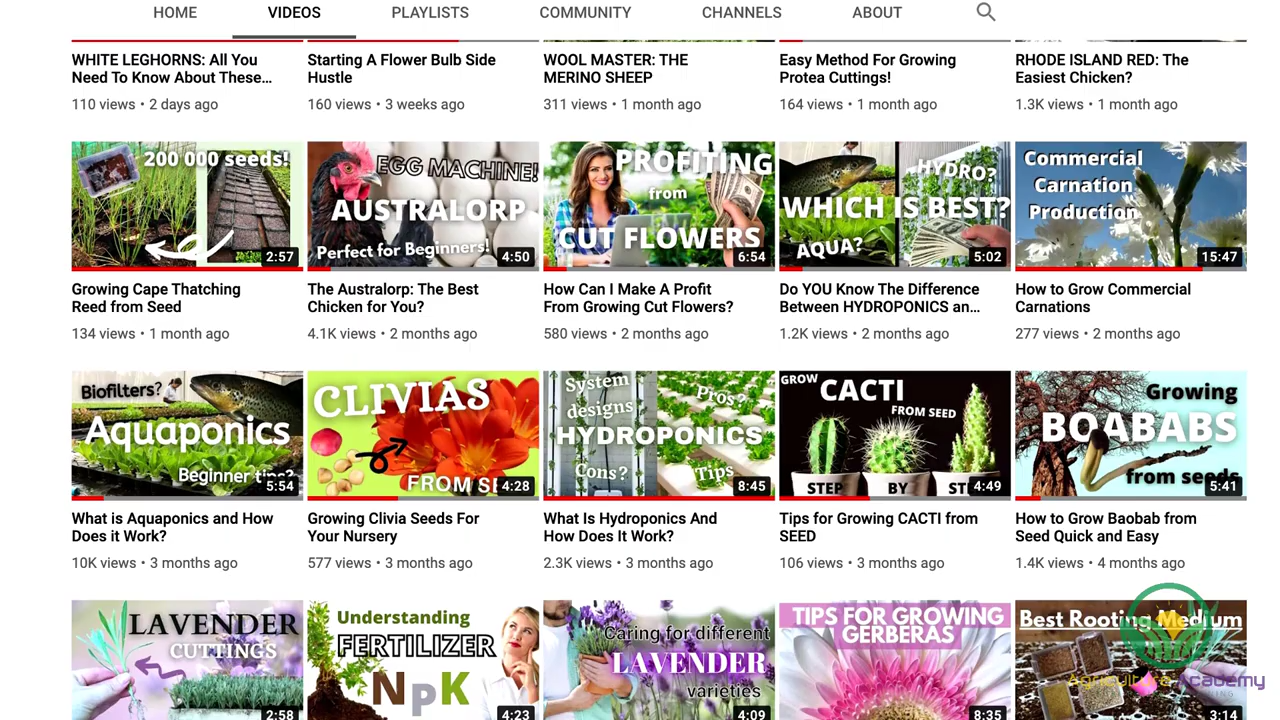 HOME VIDEOS PLAYLISTS COMMUNITY CHANNELS ABOUT
WHITE LEGHORNS: All You
Need To Know About These…
110 views • 2 days ago
Starting A Flower Bulb Side
Hustle
160 views • 3 weeks ago
WOOL MASTER: THE
MERINO SHEEP
311 views • 1 month ago
Easy Method For Growing
Protea Cuttings!
164 views • 1 month ago
RHODE ISLAND RED: The
Easiest Chicken?
1.3K views • 1 month ago
200 000 seeds!
2:57
Growing Cape Thatching
Reed from Seed
134 views • 1 month ago
EGG MACHINE!
AUSTRALORP
Perfect for Beginners!
4:50
The Australorp: The Best
Chicken for You?
4.1K views • 2 months ago
PROFITING
from
CUT FLOWERS
6:54
How Can I Make A Profit
From Growing Cut Flowers?
580 views • 2 months ago
HYDRO?
WHICH IS BEST?
AQUA?
5:02
Do YOU Know The Difference
Between HYDROPONICS an…
1.2K views • 2 months ago
Commercial
Carnation
Production
15:47
How to Grow Commercial
Carnations
277 views • 2 months ago
Biofilters?
Aquaponics
Beginner tips?
5:54
What is Aquaponics and How
Does it Work?
10K views • 3 months ago
CLIVIAS
FROM SE
4:28
Growing Clivia Seeds For
Your Nursery
577 views • 3 months ago
System
designs
Pros?
HYDROPONICS
Cons?
Tips
8:45
What Is Hydroponics And
How Does It Work?
2.3K views • 3 months ago
GROW
CACTI
FROM SEED
STEP BY ST
4:49
Tips for Growing CACTI from
SEED
106 views • 3 months ago
Growing
BOABABS
from seeds
5:41
How to Grow Baobab from
Seed Quick and Easy
1.4K views • 4 months ago
LAVENDER
CUTTINGS
2:58
Understanding
FERTILIZER
NpK
4:23
Caring for different
LAVENDER
varieties
4:09
TIPS FOR GROWING
GERBERAS
8:35
Best Rooting Medium
3:14
Agriculture Academy